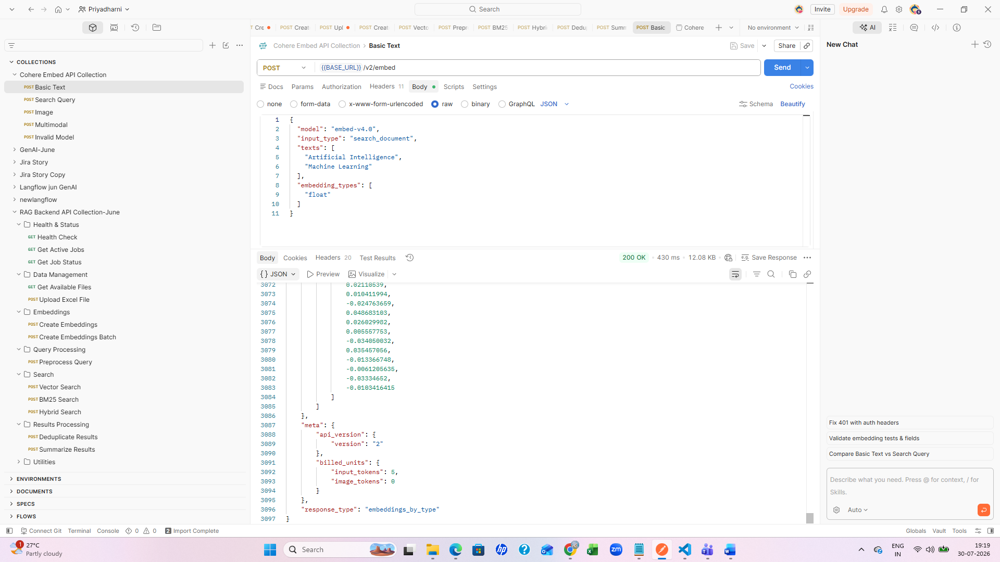 Priyadharni
Search
Invite
Upgrade
Cre
POST Creat
POST Upl
POST Creat
POST Vecto
POST Prepr
POST BM25
POST Hybri
POST Dedu
POST Summ
POST Basic
Cohere
No environment
AI
Cohere Embed API Collection › Basic Text
Save
Share
New Chat
COLLECTIONS
Cohere Embed API Collection
POST Basic Text
POST Search Query
POST Image
POST Multimodal
POST Invalid Model
GenAI-June
Jira Story
Jira Story Copy
Langflow jun GenAI
newlangflow
RAG Backend API Collection-June
Health & Status
GET Health Check
GET Get Active Jobs
GET Get Job Status
Data Management
GET Get Available Files
POST Upload Excel File
Embeddings
POST Create Embeddings
POST Create Embeddings Batch
Query Processing
POST Preprocess Query
Search
POST Vector Search
POST BM25 Search
POST Hybrid Search
Results Processing
POST Deduplicate Results
POST Summarize Results
Utilities
ENVIRONMENTS
DOCUMENTS
SPECS
FLOWS
POST
{{BASE_URL}} /v2/embed
Send
Docs Params Authorization Headers 11 Body Scripts Settings
Cookies
none form-data x-www-form-urlencoded raw binary GraphQL JSON
Schema Beautify
1 {
2 "model": "embed-v4.0",
3 "input_type": "search_document",
4 "texts": [
5 "Artificial Intelligence",
6 "Machine Learning"
7 ],
8 "embedding_types": [
9 "float"
10 ]
11 }
Body Cookies Headers 20 Test Results
200 OK • 430 ms • 12.08 KB
e.g. Save Response
{} JSON Preview Visualize
3072 0.02110539,
3073 0.010411994,
3074 -0.024763659,
3075 0.048683103,
3076 0.026029982,
3077 0.005557753,
3078 -0.034050032,
3079 0.035457056,
3080 -0.013366748,
3081 -0.0061205635,
3082 -0.03334652,
3083 -0.0103416415
3084 ]
3085 ]
3086 },
3087 "meta": {
3088 "api_version": {
3089 "version": "2"
3090 },
3091 "billed_units": {
3092 "input_tokens": 5,
3093 "image_tokens": 0
3094 }
3095 },
3096 "response_type": "embeddings_by_type"
3097 }
Fix 401 with auth headers
Validate embedding tests & fields
Compare Basic Text vs Search Query
Describe what you need. Press @ for context, / for
Skills.
Auto
Connect Git Terminal Console 0 0 2 Import Complete
Globals Vault Tools
1
27°C
Partly cloudy
Search
hp
zm
ENG
IN
19:19
30-07-2026